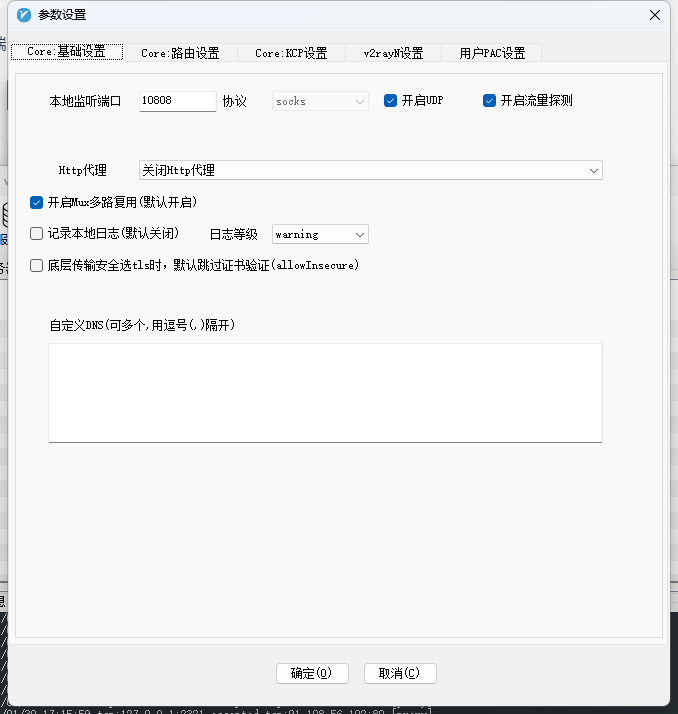 参数设置
Core:基础设置 Core:路由设置 Core:KCP设置 v2rayN设置 用户PAC设置
本地监听端口 10808 协议 socks 开启UDP 开启流量探测
Http代理 关闭Http代理
开启Mux多路复用(默认开启)
记录本地日志(默认关闭) 日志等级 warning
底层传输安全选tls时，默认跳过证书验证(allowInsecure)
自定义DNS(可多个,用逗号(,)隔开)
确定(O) 取消(C)